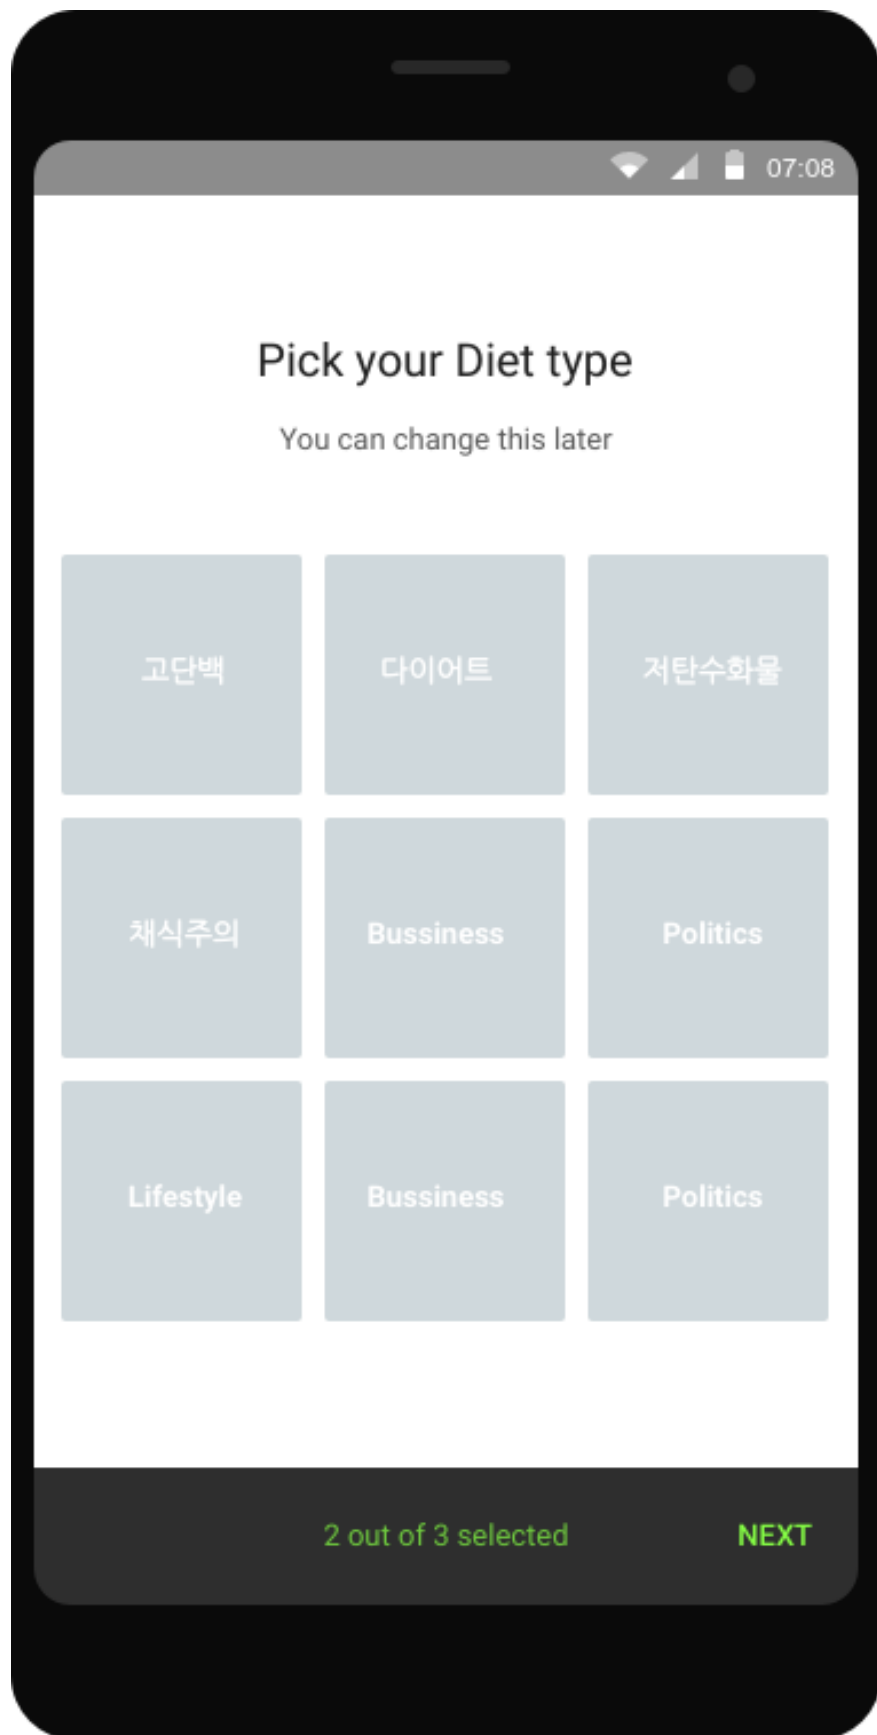 07:08
Pick your Diet type
You can change this later
고단백 다이어트 저탄수화물
채식주의 Bussiness Politics
Lifestyle Bussiness Politics
2 out of 3 selected NEXT